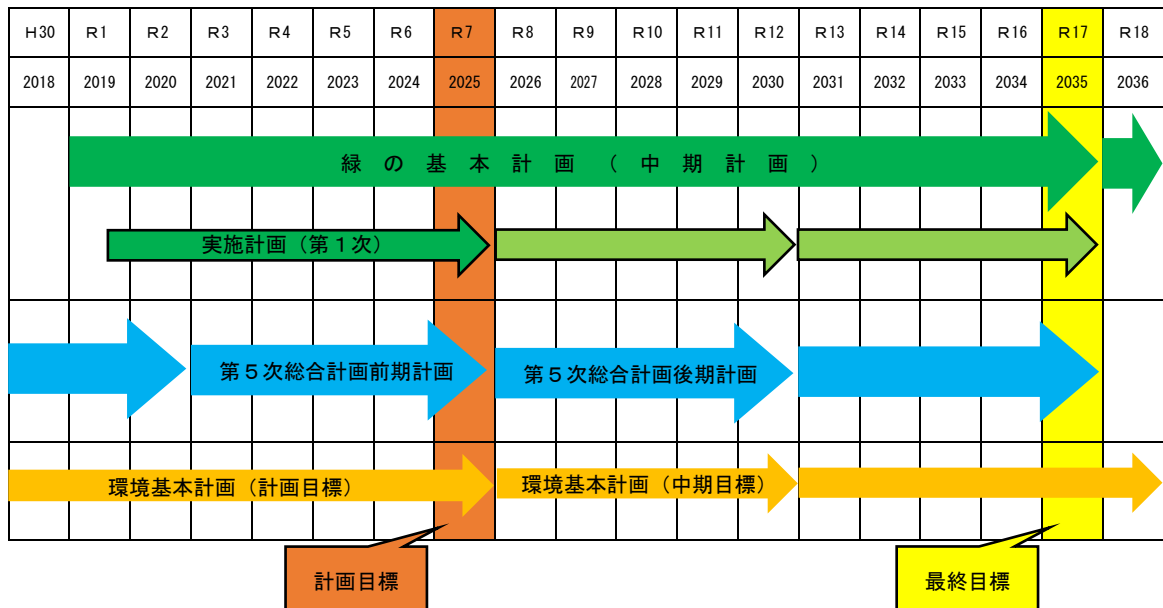 H30 R1 R2 R3 R4 R5 R6 R7 R8 R9 R10 R11 R12 R13 R14 R15 R16 R17 R18
2018 2019 2020 2021 2022 2023 2024 2025 2026 2027 2028 2029 2030 2031 2032 2033 2034 2035 2036
緑の基本計画(中期計画)
実施計画(第1次)
第5次総合計画前期計画 第5次総合計画後期計画
環境基本計画(計画目標) 環境基本計画(中期目標)
計画目標 最終目標